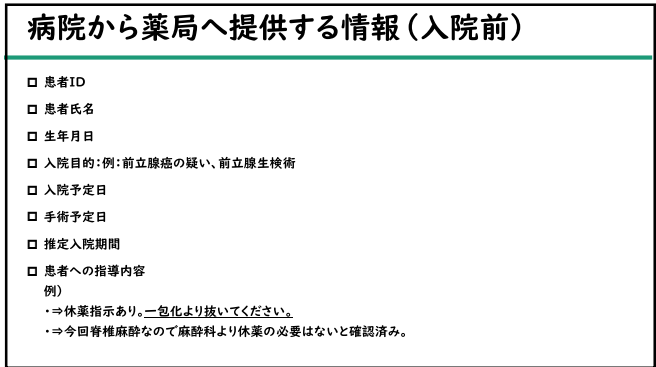 病院から薬局へ提供する情報（入院前）
□ 患者ID
□ 患者氏名
□ 生年月日
□ 入院目的：例：前立腺癌の疑い、前立腺生検術
□ 入院予定日
□ 手術予定日
□ 推定入院期間
□ 患者への指導内容
例）
・⇒休薬指示あり。一包化より抜いてください。
・⇒今回脊椎麻酔なので麻酔科より休薬の必要はないと確認済み。